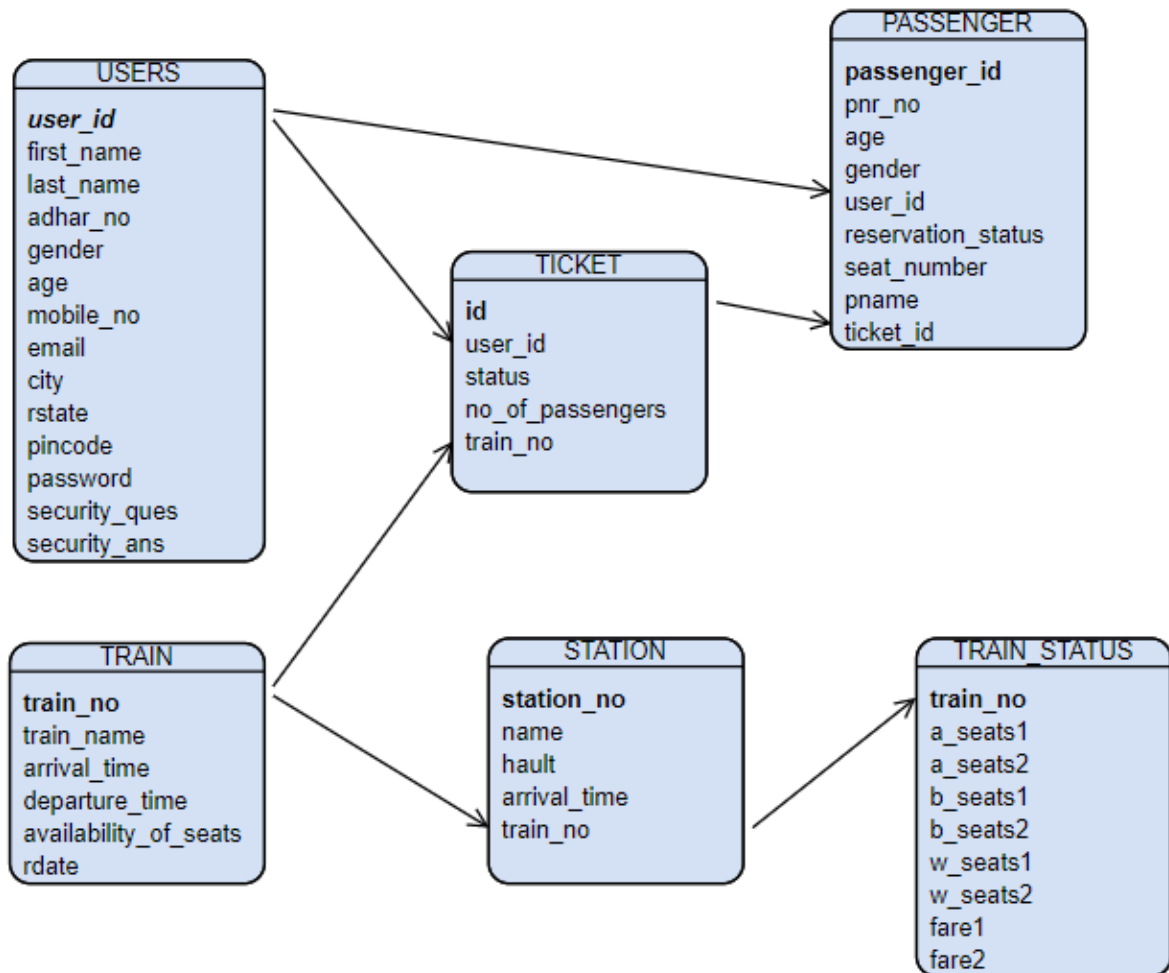 USERS
user_id
first_name
last_name
adhar_no
gender
age
mobile_no
email
city
rstate
pincode
password
security_ques
security_ans
PASSENGER
passenger_id
pnr_no
age
gender
user_id
reservation_status
seat_number
pname
ticket_id
TICKET
id
user_id
status
no_of_passengers
train_no
TRAIN
train_no
train_name
arrival_time
departure_time
availability_of_seats
rdate
STATION
station_no
name
hault
arrival_time
train_no
TRAIN_STATUS
train_no
a_seats1
a_seats2
b_seats1
b_seats2
w_seats1
w_seats2
fare1
fare2